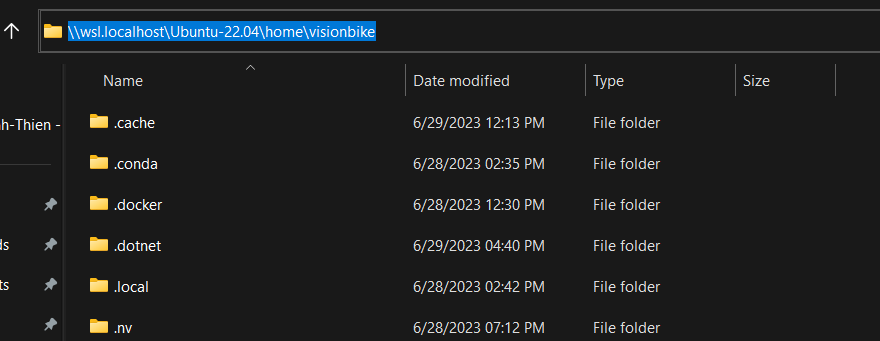 \\wsl.localhost\Ubuntu-22.04\home\visionbike
Name Date modified Type Size
.cache 6/29/2023 12:13 PM File folder
h-Thien -
.conda 6/28/2023 02:35 PM File folder
.docker 6/28/2023 12:30 PM File folder
ds .dotnet 6/29/2023 04:40 PM File folder
ts .local 6/28/2023 02:42 PM File folder
.nv 6/28/2023 07:12 PM File folder